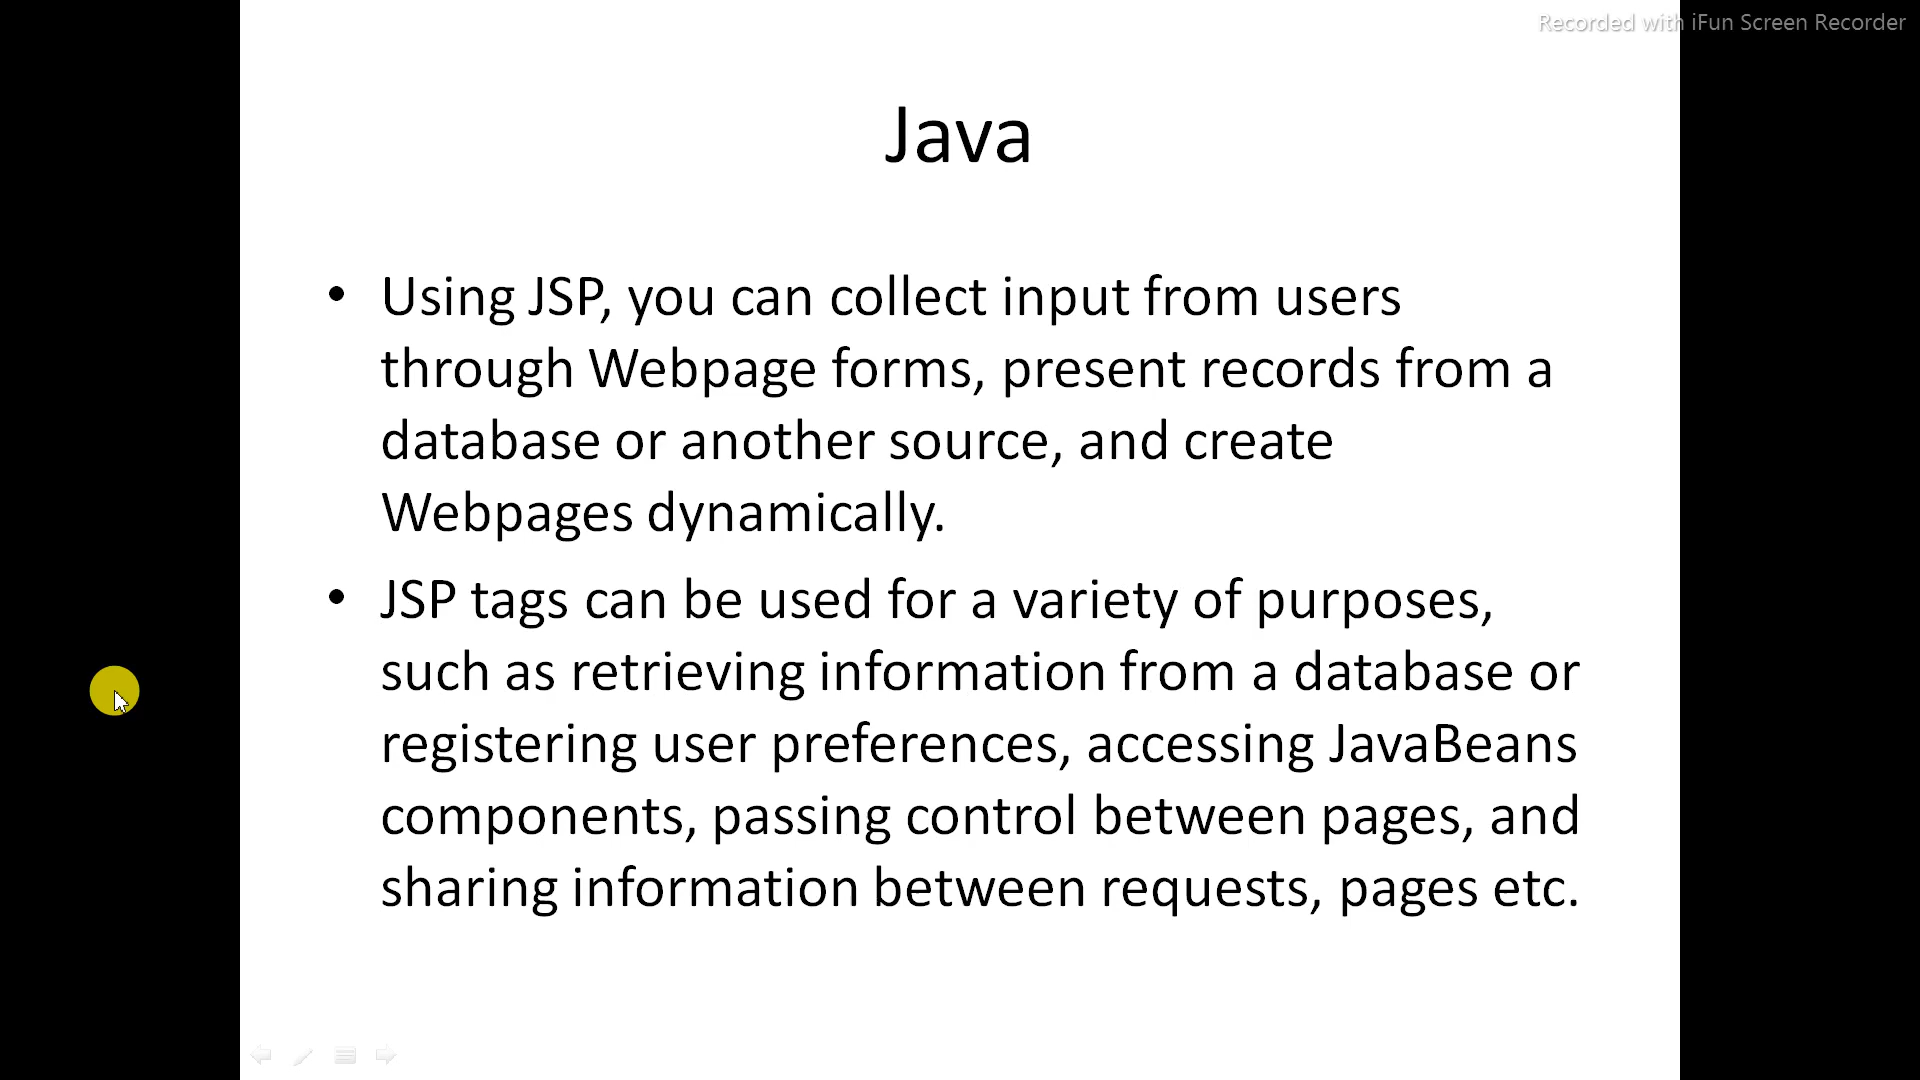 Recorded with iFun Screen Recorder
Java
• Using JSP, you can collect input from users
through Webpage forms, present records from a
database or another source, and create
Webpages dynamically.
• JSP tags can be used for a variety of purposes,
such as retrieving information from a database or
registering user preferences, accessing JavaBeans
components, passing control between pages, and
sharing information between requests, pages etc.